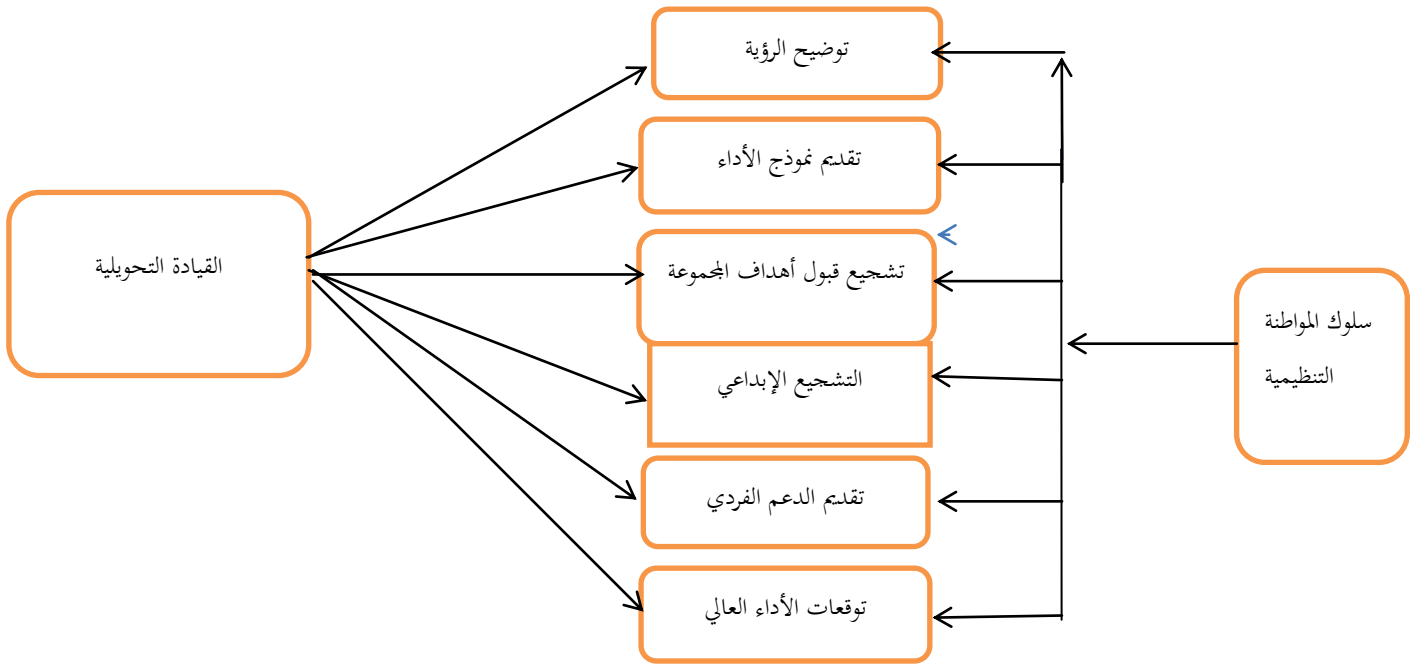 توضيح الرؤية
تقديم نموذج الأداء
القيادة التحويلية
تشجيع قبول أهداف المجموعة
سلوك المواطنة
التنظيمية
التشجيع الإبداعي
تقديم الدعم الفردي
توقعات الأداء العالي